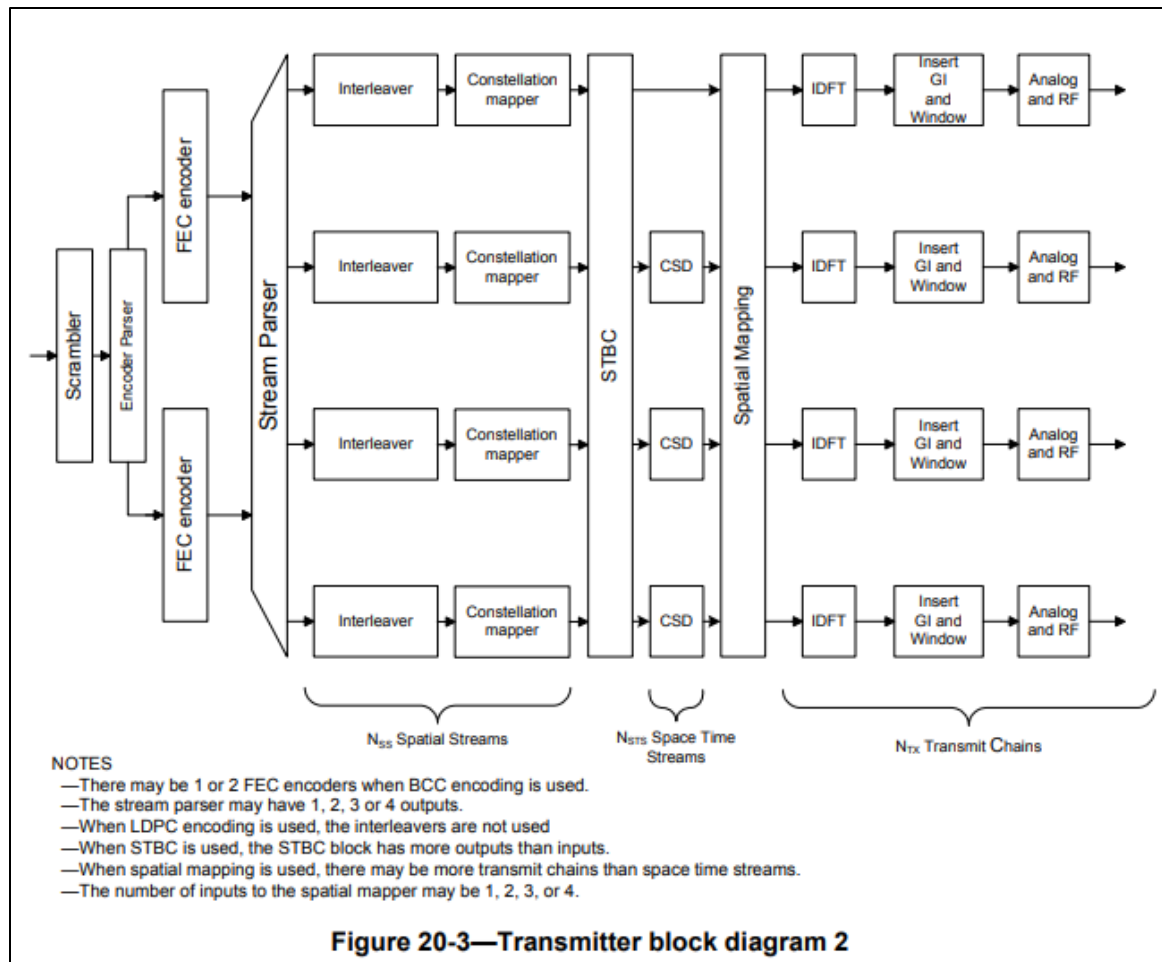 Scrambler
Encoder Parser
FEC encoder
FEC encoder
Stream Parser
Interleaver
Constellation
mapper
Interleaver
Constellation
mapper
Interleaver
Constellation
mapper
Interleaver
Constellation
mapper
STBC
CSD
CSD
CSD
Spatial Mapping
IDFT
Insert
GI
and
Window
Analog
and RF
IDFT
Insert
GI and
Window
Analog
and RF
IDFT
Insert
GI and
Window
Analog
and RF
IDFT
Insert
GI and
Window
Analog
and RF
NSS Spatial Streams
NSTS Space Time
Streams
NTX Transmit Chains
NOTES
—There may be 1 or 2 FEC encoders when BCC encoding is used.
—The stream parser may have 1, 2, 3 or 4 outputs.
—When LDPC encoding is used, the interleavers are not used
—When STBC is used, the STBC block has more outputs than inputs.
—When spatial mapping is used, there may be more transmit chains than space time streams.
—The number of inputs to the spatial mapper may be 1, 2, 3, or 4.
Figure 20-3—Transmitter block diagram 2